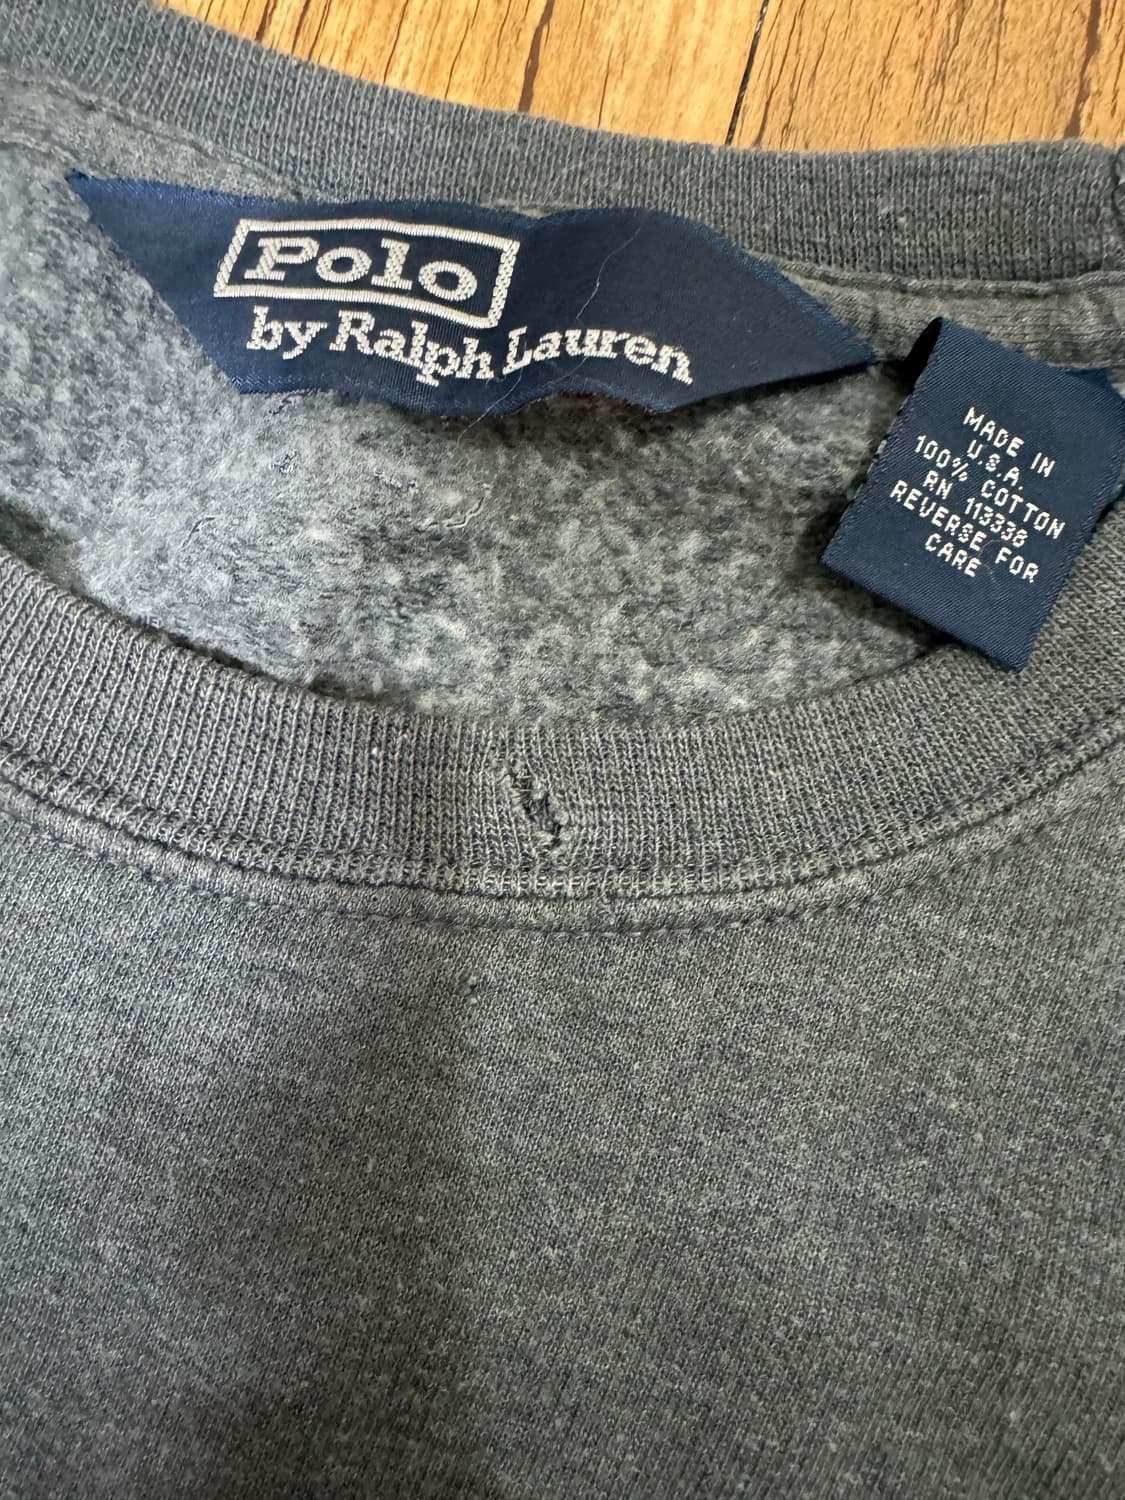 Polo
by Ralph Lauren
MADE IN
U.S.A.
100% COTTON
RN 113338
REVERSE FOR
CARE